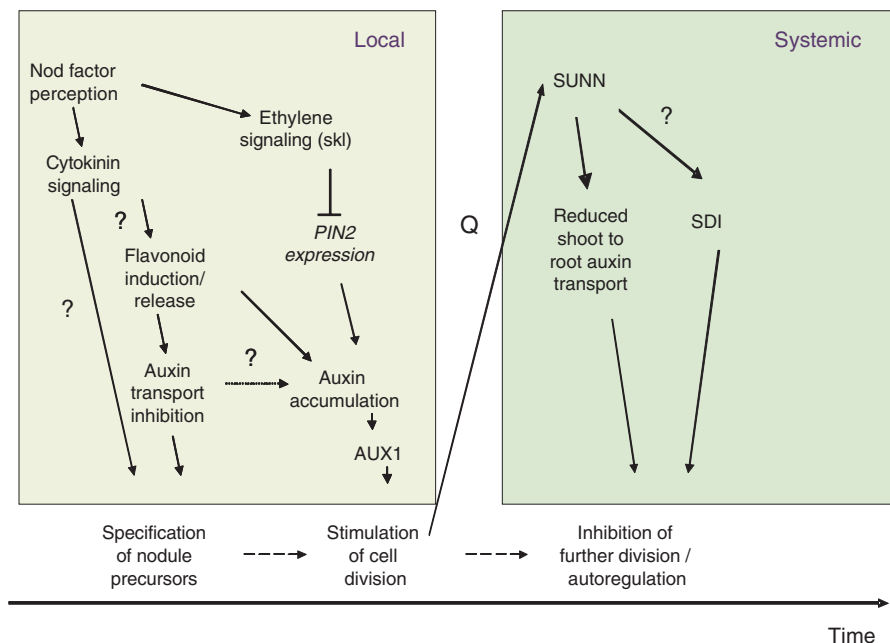 Local
Nod factor
perception
Ethylene
signaling (skl)
Cytokinin
signaling
?
PIN2
expression
Flavonoid
induction/
release
?
?
Auxin
transport
inhibition
Auxin
accumulation
AUX1
Q
Systemic
SUNN
?
Reduced
shoot to
root auxin
transport
SDI
Specification
of nodule
precursors
Stimulation
of cell
division
Inhibition of
further division /
autoregulation
Time